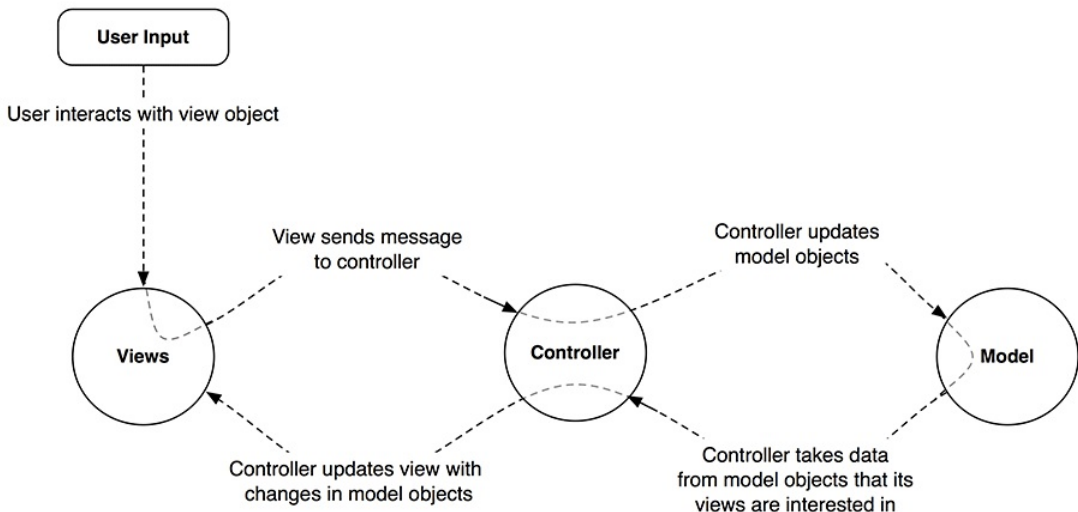 User Input
User interacts with view object
View sends message
to controller
Controller updates
model objects
Views
Controller
Model
Controller updates view with
changes in model objects
Controller takes data
from model objects that its
views are interested in